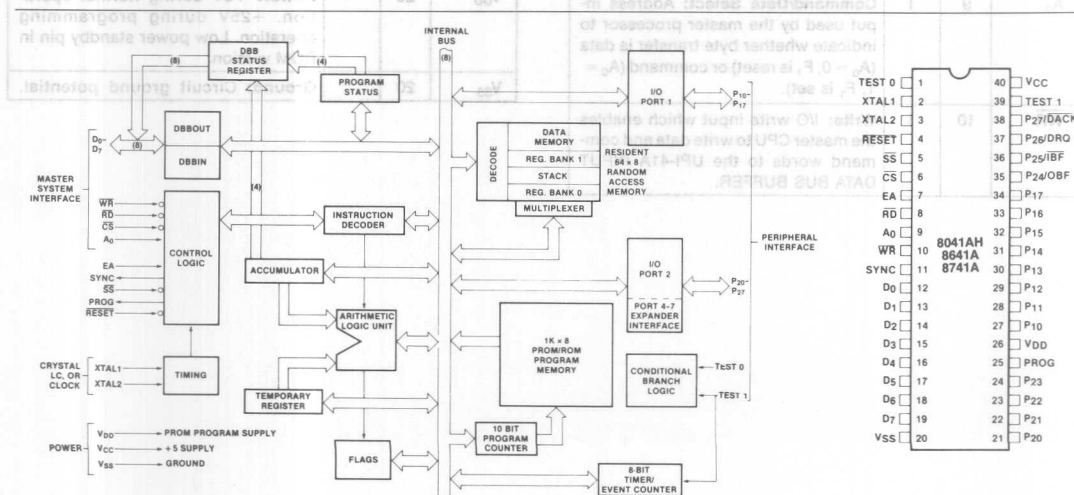 DBB
STATUS
REGISTER
(8)
(4)
PROGRAM
STATUS
INTERNAL
BUS
(8)
D0-
D7
(8)
DBBOUT
DBBIN
MASTER
SYSTEM
INTERFACE
WR
RD
CS
A0
CONTROL
LOGIC
EA
SYNC
SS
PROG
RESET
CRYSTAL
LC, OR
CLOCK
XTAL1
XTAL2
TIMING
POWER
VDD PROM PROGRAM SUPPLY
VCC +5 SUPPLY
VSS GROUND
(4)
INSTRUCTION
DECODER
ACCUMULATOR
ARITHMETIC
LOGIC UNIT
TEMPORARY
REGISTER
FLAGS
DECODE
DATA
MEMORY
REG. BANK 1
STACK
REG. BANK 0
MULTIPLEXER
RESIDENT
64 × 8
RANDOM
ACCESS
MEMORY
I/O
PORT 1
P10-
P17
PERIPHERAL
INTERFACE
I/O
PORT 2
PORT 4-7
EXPANDER
INTERFACE
P20-
P27
1K × 8
PROM/ROM
PROGRAM
MEMORY
CONDITIONAL
BRANCH
LOGIC
TEST 0
TEST 1
10 BIT
PROGRAM
COUNTER
8-BIT
TIMER/
EVENT COUNTER
TEST 0 1 40 VCC
XTAL1 2 39 TEST 1
XTAL2 3 38 P27/DACK
RESET 4 37 P26/DRQ
SS 5 36 P25/IBF
CS 6 35 P24/OBF
EA 7 34 P17
RD 8 33 P16
A0 9 32 P15
WR 10 31 P14
SYNC 11 30 P13
D0 12 29 P12
D1 13 28 P11
D2 14 27 P10
D3 15 26 VDD
D4 16 25 PROG
D5 17 24 P23
D6 18 23 P22
D7 19 22 P21
VSS 20 21 P20
8041AH
8641A
8741A
Command/Data Select: Address in-
put used by the master processor to
indicate whether byte transfer is data
(A0 = 0, F1 is reset) or command (A0 =
F1 is set).
10
I/O write input which enables
master CPU to write data and com-
mand words to the UPI-41A
DATA BUS BUFFER.
+25V during programming
Low power standby pin in
VSS 20
Circuit ground potential.